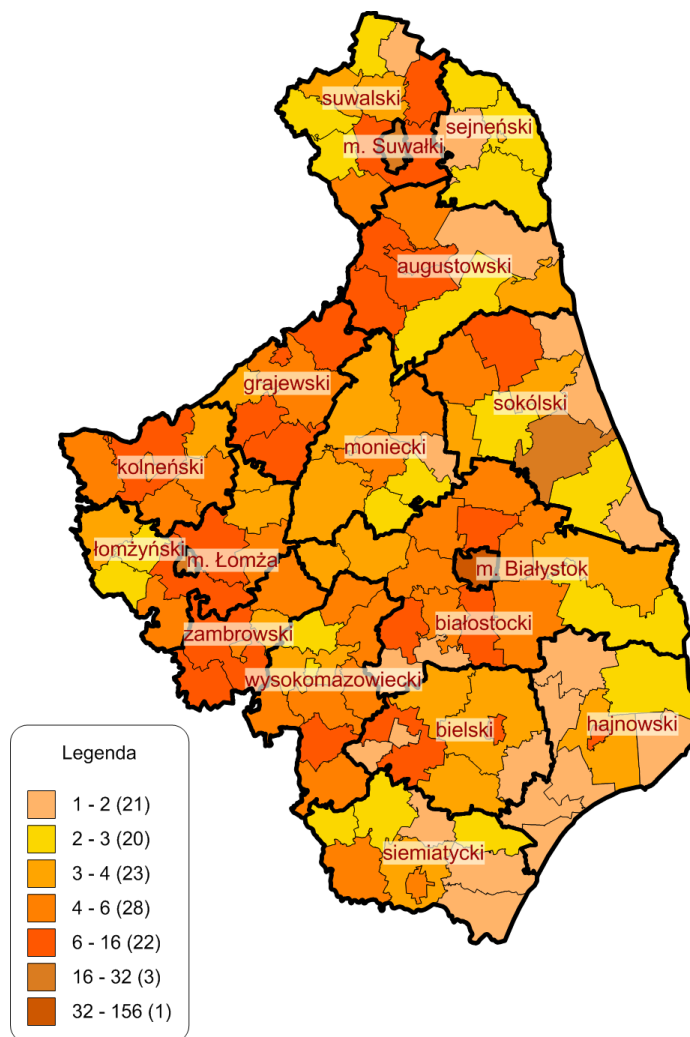 suwalski
sejneński
m. Suwałki
augustowski
grajewski
sokólski
moniecki
kolneński
łomżyński
m. Łomża
m. Białystok
zambrowski
białostocki
wysokomazowiecki
bielski
hajnowski
siemiatycki
Legenda
1 - 2 (21)
2 - 3 (20)
3 - 4 (23)
4 - 6 (28)
6 - 16 (22)
16 - 32 (3)
32 - 156 (1)